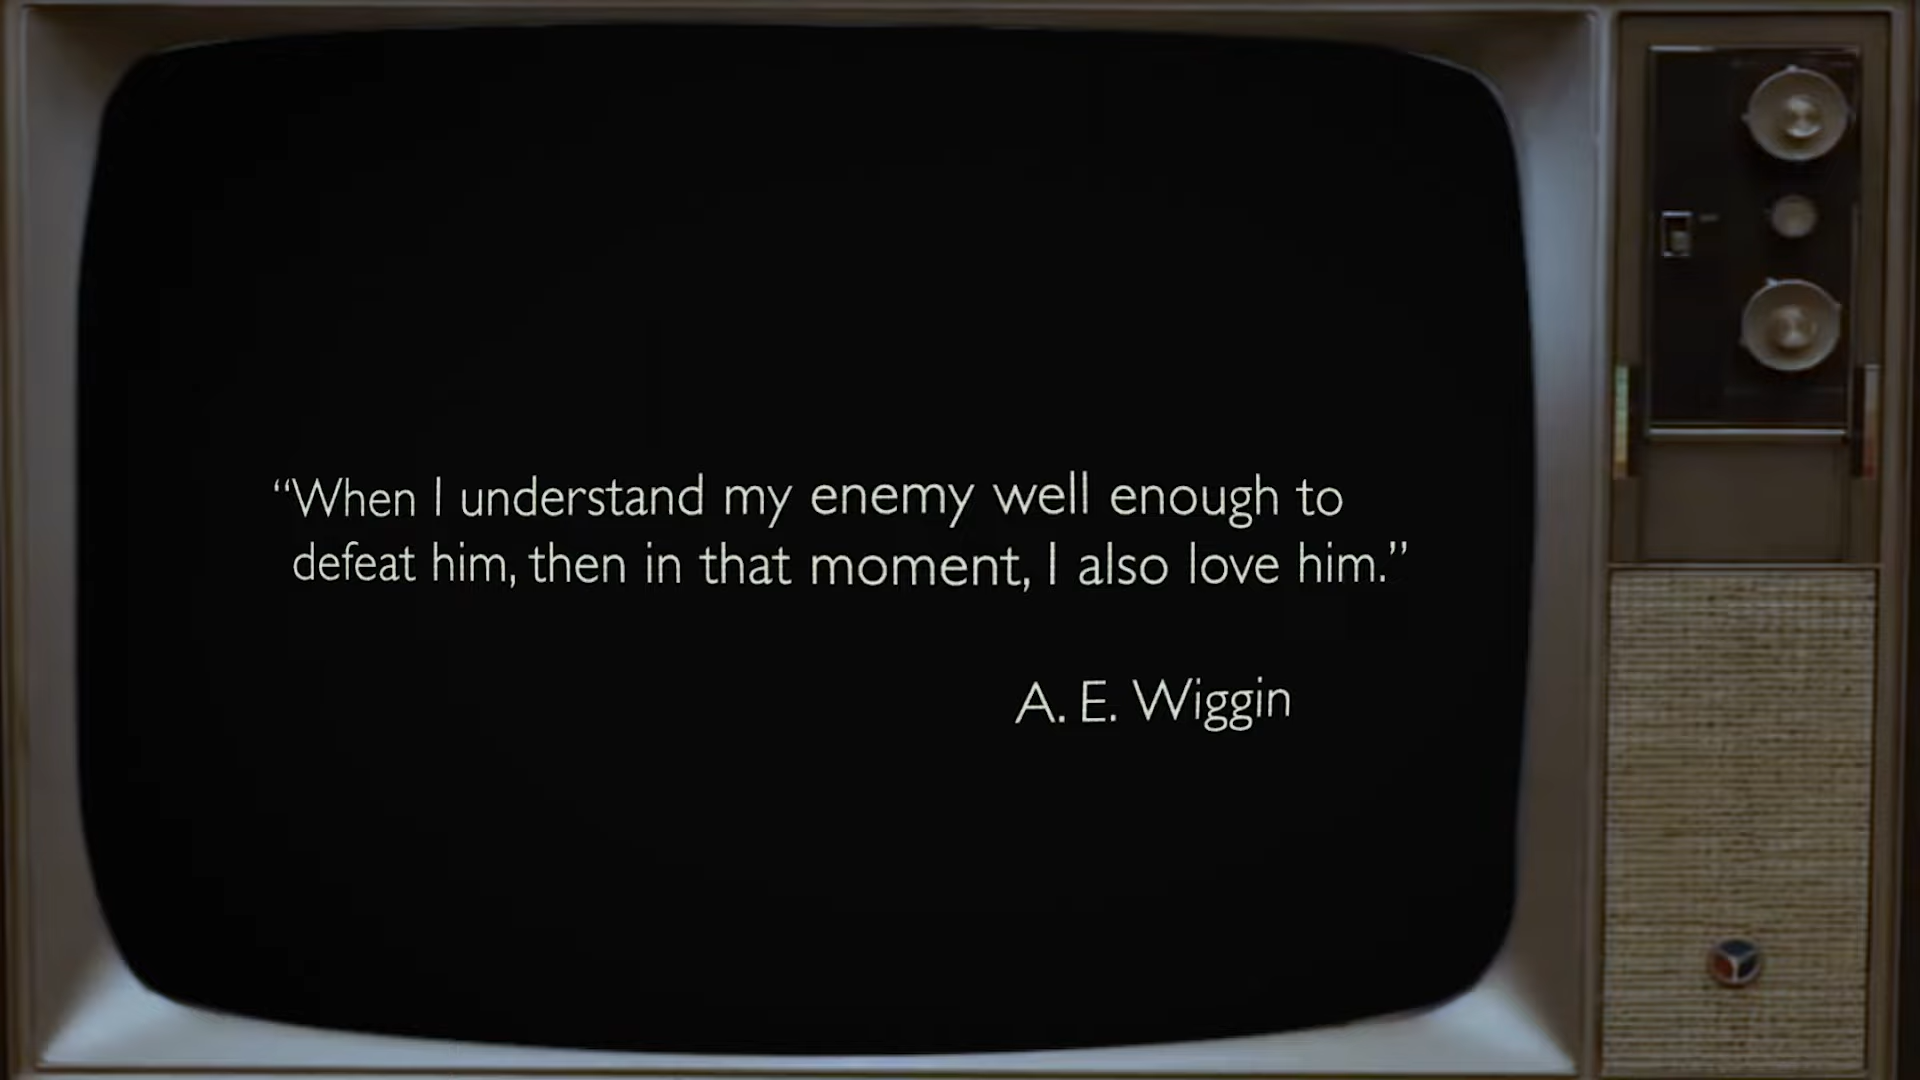 “When I understand my enemy well enough to
defeat him, then in that moment, I also love him.”
A. E. Wiggin